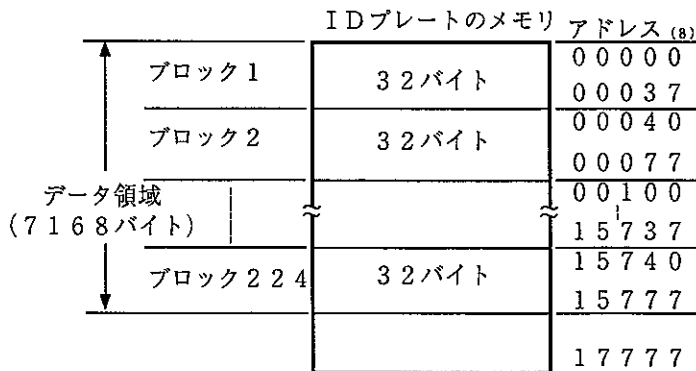 IDプレートのメモリ アドレス(8)
00000
ブロック1 32バイト
00037
00040
ブロック2 32バイト
00077
00100
データ領域
(7168バイト)
15737
15740
ブロック224 32バイト
15777
17777